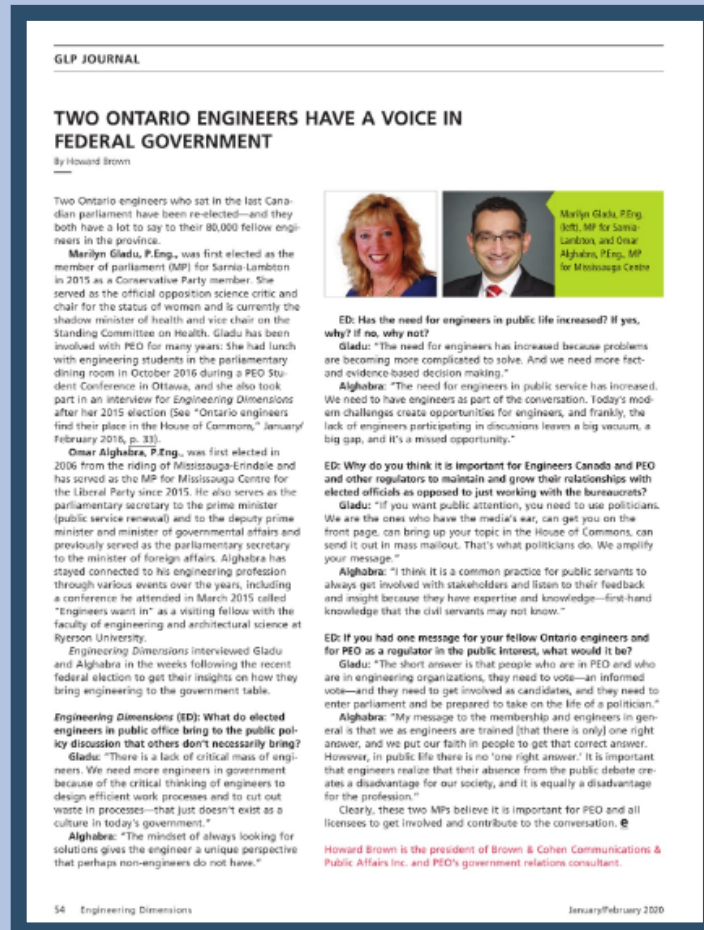 GLP JOURNAL
TWO ONTARIO ENGINEERS HAVE A VOICE IN
FEDERAL GOVERNMENT
By Howard Brown
Two Ontario engineers who sat in the last Cana-
dian parliament have been re-elected—and they
both have a lot to say to their 80,000 fellow engi-
neers in the province.
Marilyn Gladu, P.Eng., was first elected as the
member of parliament (MP) for Sarnia-Lambton
in 2015 as a Conservative Party member. She
served as the official opposition science critic and
chair for the status of women and is currently the
shadow minister of health and vice chair on the
Standing Committee on Health. Gladu has been
involved with PEO for many years: She had lunch
with engineering students in the parliamentary
dining room in October 2016 during a PEO Stu-
dent Conference in Ottawa, and she also took
part in an interview for Engineering Dimensions
after her 2015 election (See "Ontario engineers
find their place in the House of Commons," January/
February 2016, p. 33).
Omar Alghabra, P.Eng., was first elected in
2006 from the riding of Mississauga-Erindale and
has served as the MP for Mississauga Centre for
the Liberal Party since 2015. He also serves as the
parliamentary secretary to the prime minister
(public service renewal) and to the deputy prime
minister and minister of governmental affairs and
previously served as the parliamentary secretary
to the minister of foreign affairs. Alghabra has
stayed connected to his engineering profession
through various events over the years, including
a conference he attended in March 2015 called
"Engineers want in" as a visiting fellow with the
faculty of engineering and architectural science at
Ryerson University.
Engineering Dimensions interviewed Gladu
and Alghabra in the weeks following the recent
federal election to get their insights on how they
bring engineering to the government table.
Engineering Dimensions (ED): What do elected
engineers in public office bring to the public pol-
icy discussion that others don't necessarily bring?
Gladu: "There is a lack of critical mass of engi-
neers. We need more engineers in government
because of the critical thinking of engineers to
design efficient work processes and to cut out
waste in processes—that just doesn't exist as a
culture in today's government."
Alghabra: "The mindset of always looking for
solutions gives the engineer a unique perspective
that perhaps non-engineers do not have."
Marilyn Gladu, P.Eng.
(left), MP for Sarnia-
Lambton, and Omar
Alghabra, P.Eng., MP
for Mississauga Centre
ED: Has the need for engineers in public life increased? If yes,
why? If no, why not?
Gladu: "The need for engineers has increased because problems
are becoming more complicated to solve. And we need more fact-
and evidence-based decision making."
Alghabra: "The need for engineers in public service has increased.
We need to have engineers as part of the conversation. Today's mod-
ern challenges create opportunities for engineers, and frankly, the
lack of engineers participating in discussions leaves a big vacuum, a
big gap, and it's a missed opportunity."
ED: Why do you think it is important for Engineers Canada and PEO
and other regulators to maintain and grow their relationships with
elected officials as opposed to just working with the bureaucrats?
Gladu: "If you want public attention, you need to use politicians.
We are the ones who have the media's ear, can get you on the
front page, can bring up your topic in the House of Commons, can
send it out in mass mailout. That's what politicians do. We amplify
your message."
Alghabra: "I think it is a common practice for public servants to
always get involved with stakeholders and listen to their feedback
and insight because they have expertise and knowledge—first-hand
knowledge that the civil servants may not know."
ED: If you had one message for your fellow Ontario engineers and
for PEO as a regulator in the public interest, what would it be?
Gladu: "The short answer is that people who are in PEO and who
are in engineering organizations, they need to vote—an informed
vote—and they need to get involved as candidates, and they need to
enter parliament and be prepared to take on the life of a politician."
Alghabra: "My message to the membership and engineers in gen-
eral is that we as engineers are trained [that there is only] one right
answer, and we put our faith in people to get that correct answer.
However, in public life there is no 'one right answer.' It is important
that engineers realize that their absence from the public debate cre-
ates a disadvantage for our society, and it is equally a disadvantage
for the profession."
Clearly, these two MPs believe it is important for PEO and all
licensees to get involved and contribute to the conversation. e
Howard Brown is the president of Brown & Cohen Communications &
Public Affairs Inc. and PEO's government relations consultant.
54 Engineering Dimensions
January/February 2020